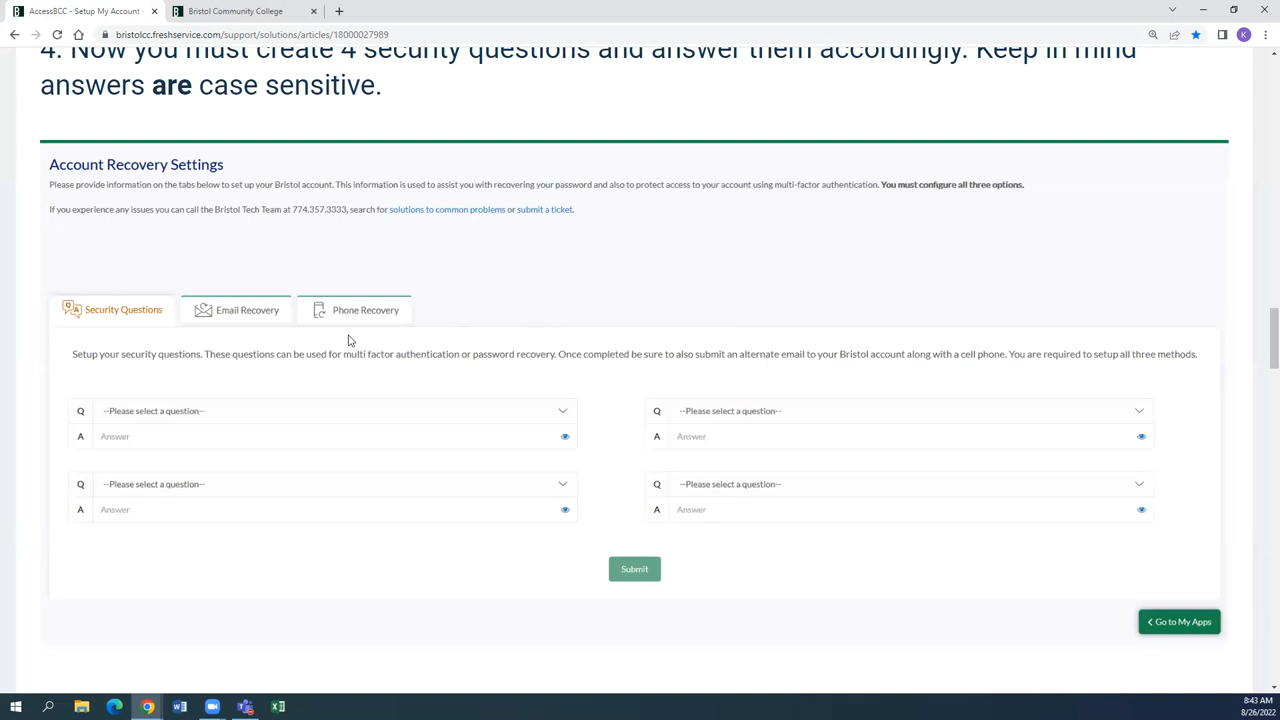 AccessBCC - Setup My Account
Bristol Community College
bristolcc.freshservice.com/support/solutions/articles/18000027989
K
4. Now you must create 4 security questions and answer them accordingly. Keep in mind
answers are case sensitive.
Account Recovery Settings
Please provide information on the tabs below to set up your Bristol account. This information is used to assist you with recovering your password and also to protect access to your account using multi-factor authentication. You must configure all three options.
If you experience any issues you can call the Bristol Tech Team at 774.357.3333, search for solutions to common problems or submit a ticket.
Security Questions
Email Recovery
Phone Recovery
Setup your security questions. These questions can be used for multi factor authentication or password recovery. Once completed be sure to also submit an alternate email to your Bristol account along with a cell phone. You are required to setup all three methods.
Q --Please select a question--
A Answer
Q --Please select a question--
A Answer
Q --Please select a question--
A Answer
Q --Please select a question--
A Answer
Submit
Go to My Apps
8:43 AM
8/26/2022